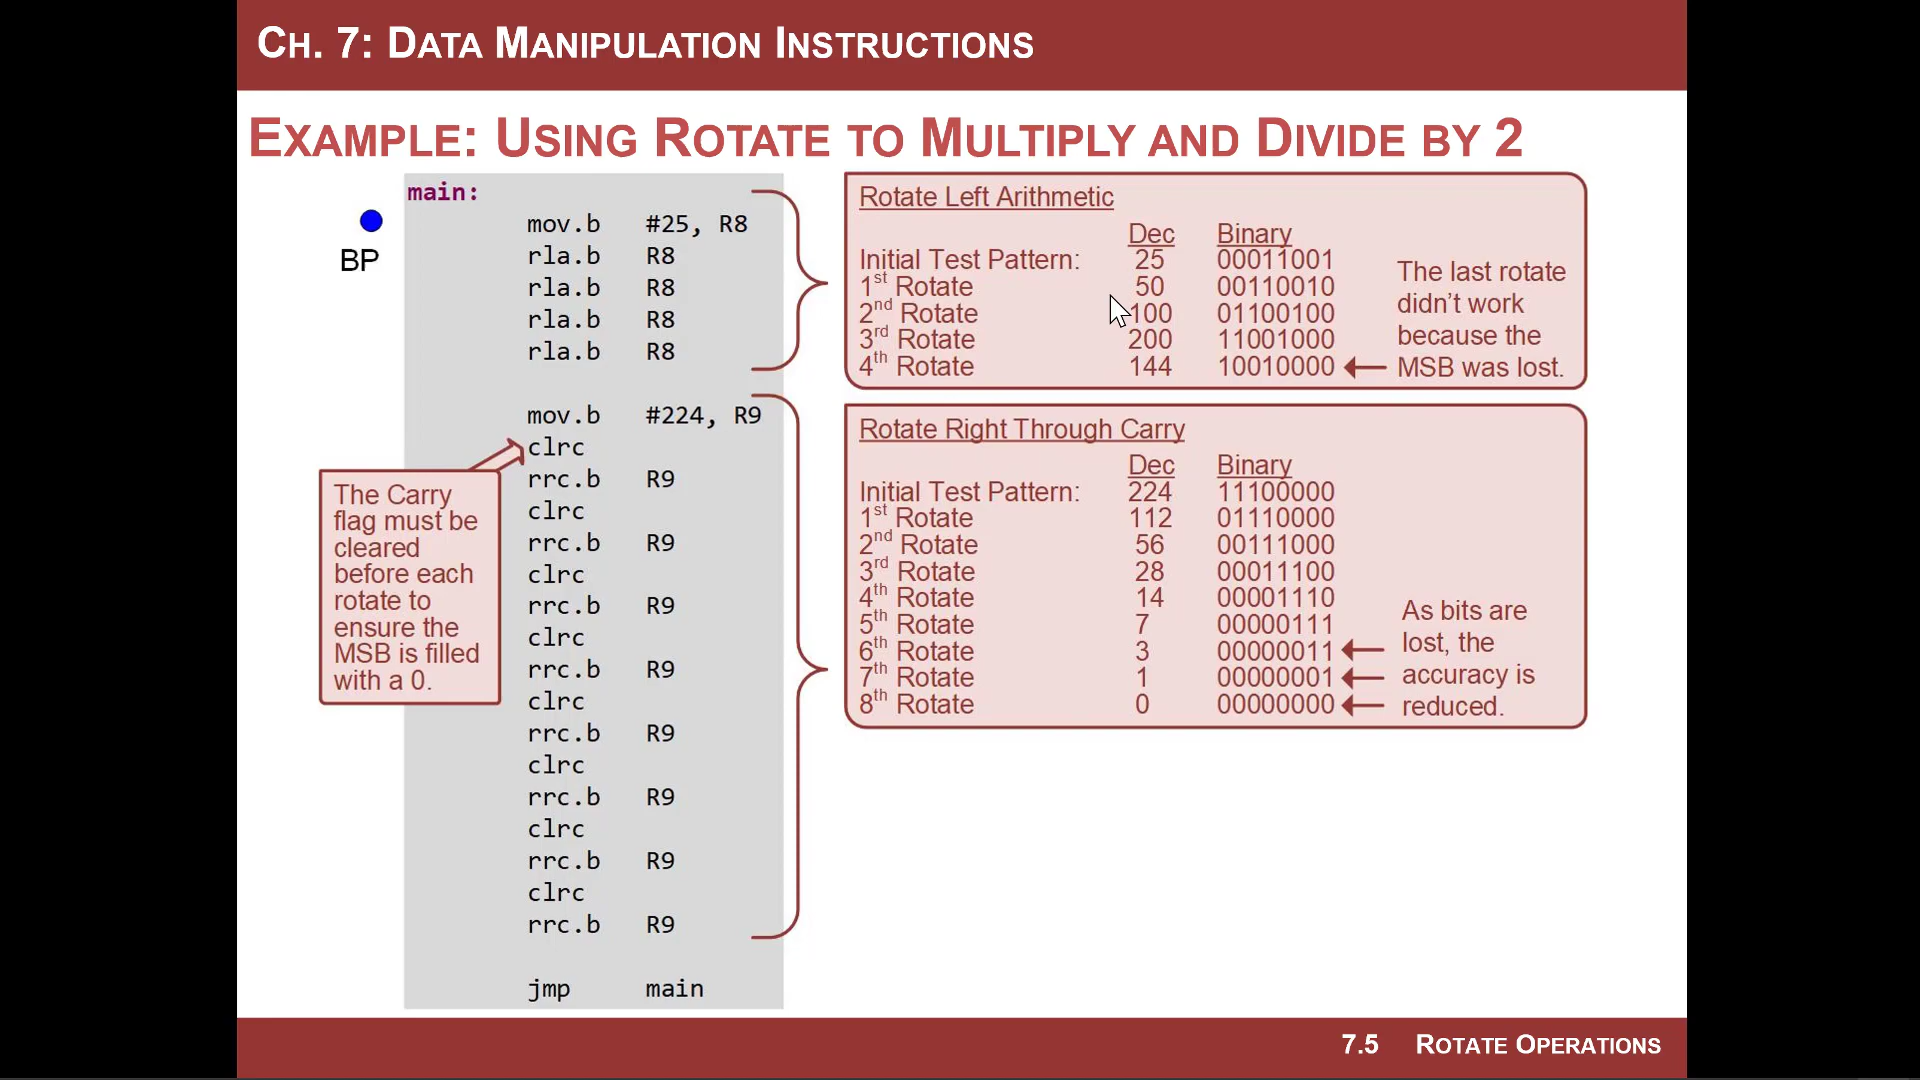 CH. 7: DATA MANIPULATION INSTRUCTIONS
EXAMPLE: USING ROTATE TO MULTIPLY AND DIVIDE BY 2
BP
main:
mov.b #25, R8
rla.b R8
rla.b R8
rla.b R8
rla.b R8
mov.b #224, R9
clrc
rrc.b R9
clrc
rrc.b R9
clrc
rrc.b R9
clrc
rrc.b R9
clrc
rrc.b R9
clrc
rrc.b R9
clrc
rrc.b R9
clrc
rrc.b R9
jmp main
The Carry
flag must be
cleared
before each
rotate to
ensure the
MSB is filled
with a 0.
Rotate Left Arithmetic
Dec Binary
Initial Test Pattern: 25 00011001
1st Rotate 50 00110010
2nd Rotate 100 01100100
3rd Rotate 200 11001000
4th Rotate 144 10010000
The last rotate
didn't work
because the
MSB was lost.
Rotate Right Through Carry
Dec Binary
Initial Test Pattern: 224 11100000
1st Rotate 112 01110000
2nd Rotate 56 00111000
3rd Rotate 28 00011100
4th Rotate 14 00001110
5th Rotate 7 00000111
6th Rotate 3 00000011
7th Rotate 1 00000001
8th Rotate 0 00000000
As bits are
lost, the
accuracy is
reduced.
7.5 ROTATE OPERATIONS